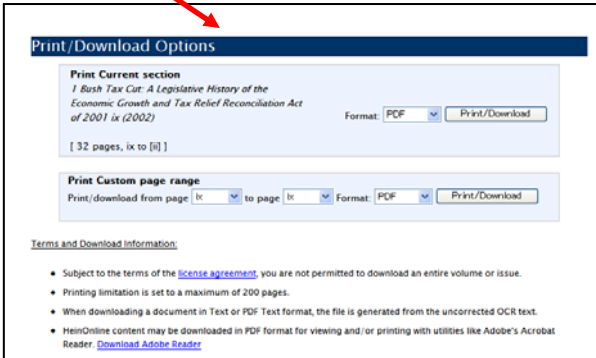 Print/Download Options
Print Current section
1 Bush Tax Cut: A Legislative History of the
Economic Growth and Tax Relief Reconciliation Act
of 2001 ix (2002)
Format: PDF Print/Download
[ 32 pages, ix to [ii] ]
Print Custom page range
Print/download from page ix to page ix Format: PDF Print/Download
Terms and Download Information:
• Subject to the terms of the license agreement, you are not permitted to download an entire volume or issue.
• Printing limitation is set to a maximum of 200 pages.
• When downloading a document in Text or PDF Text format, the file is generated from the uncorrected OCR text.
• HeinOnline content may be downloaded in PDF format for viewing and/or printing with utilities like Adobe's Acrobat
Reader. Download Adobe Reader